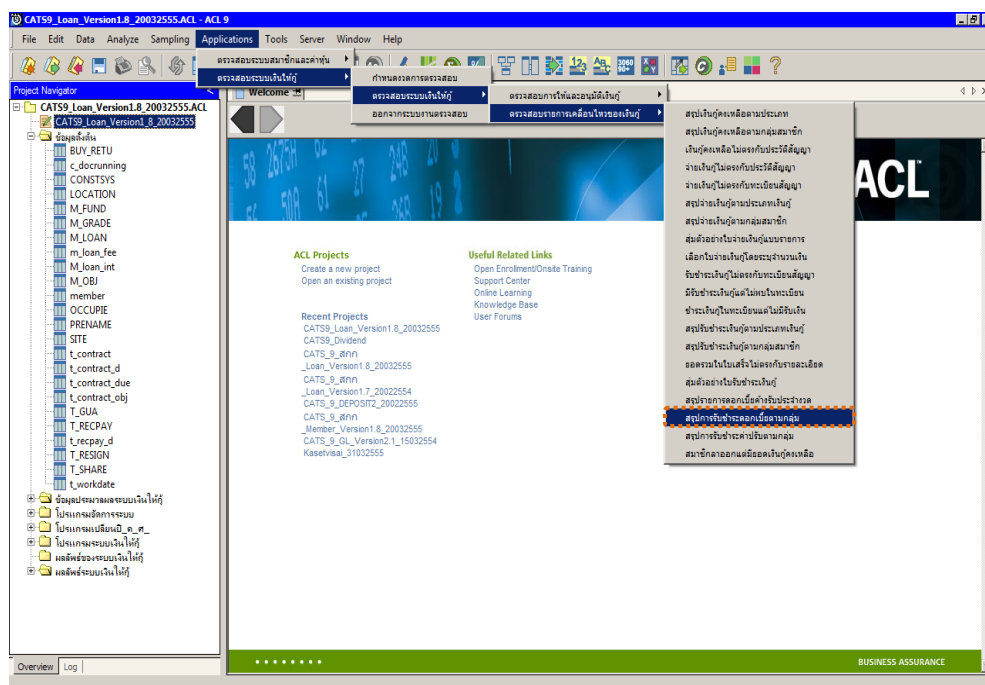 CATS9_Loan_Version1.8_20032555.ACL - ACL 9
File Edit Data Analyze Sampling Applications Tools Server Window Help
ตรวจสอบระบบสมาชิกและค่าหุ้น
ตรวจสอบระบบเงินให้กู้
กำหนดงวดการตรวจสอบ
ตรวจสอบระบบเงินให้กู้
ออกจากระบบงานตรวจสอบ
ตรวจสอบการให้และอนุมัติเงินกู้
ตรวจสอบรายการเคลื่อนไหวของเงินกู้
สรุปเงินกู้คงเหลือตามประเภท
สรุปเงินกู้คงเหลือตามกลุ่มสมาชิก
เงินกู้คงเหลือไม่ตรงกับประวัติสัญญา
จ่ายเงินกู้ไม่ตรงกับประวัติสัญญา
จ่ายเงินกู้ไม่ตรงกับทะเบียนสัญญา
สรุปจ่ายเงินกู้ตามประเภทเงินกู้
สรุปจ่ายเงินกู้ตามกลุ่มสมาชิก
สุ่มตัวอย่างใบจ่ายเงินกู้แบบรายการ
เลือกใบจ่ายเงินกู้โดยระบุจำนวนเงิน
รับชำระเงินกู้ไม่ตรงกับทะเบียนสัญญา
มีรับชำระเงินกู้แต่ไม่พบในทะเบียน
ชำระเงินกู้ในทะเบียนแต่ไม่มีรับเงิน
สรุปรับชำระเงินกู้ตามประเภทเงินกู้
สรุปรับชำระเงินกู้ตามกลุ่มสมาชิก
ยอดรวมในใบเสร็จไม่ตรงกับรายละเอียด
สุ่มตัวอย่างใบรับชำระเงินกู้
สรุปรายการดอกเบี้ยค้างรับประจำงวด
สรุปการรับชำระดอกเบี้ยตามกลุ่ม
สรุปการรับชำระค่าปรับตามกลุ่ม
สมาชิกลาออกแต่มียอดเงินกู้คงเหลือ
Project Navigator
CATS9_Loan_Version1.8_20032555.ACL
CATS9_Loan_Version1_8_20032555
ข้อมูลตั้งต้น
BUY_RETU
c_docrunning
CONSTSYS
LOCATION
M_FUND
M_GRADE
M_LOAN
m_loan_fee
M_loan_int
M_OBJ
member
OCCUPIE
PRENAME
SITE
t_contract
t_contract_d
t_contract_due
t_contract_obj
T_GUA
T_RECPAY
t_recpay_d
T_RESIGN
T_SHARE
t_workdate
ข้อมูลประมวลผลระบบเงินให้กู้
โปรแกรมจัดการระบบ
โปรแกรมเปลี่ยนปี_ค_ศ_
โปรแกรมระบบเงินให้กู้
ผลลัพธ์ของระบบเงินให้กู้
ผลลัพธ์ระบบเงินให้กู้
Overview Log
Welcome
ACL
ACL Projects
Create a new project
Open an existing project
Recent Projects
CATS9_Loan_Version1.8_20032555
CATS9_Dividend
CATS_9_สกก
_Loan_Version1.8_20032555
CATS_9_สกก
_Loan_Version1.7_20022554
CATS_9_DEPOSIT2_20022555
CATS_9_สกก
_Member_Version1.8_20032555
CATS_9_GL_Version2.1_15032554
Kasetvisai_31032555
Useful Related Links
Open Enrollment/Onsite Training
Support Center
Online Learning
Knowledge Base
User Forums
BUSINESS ASSURANCE